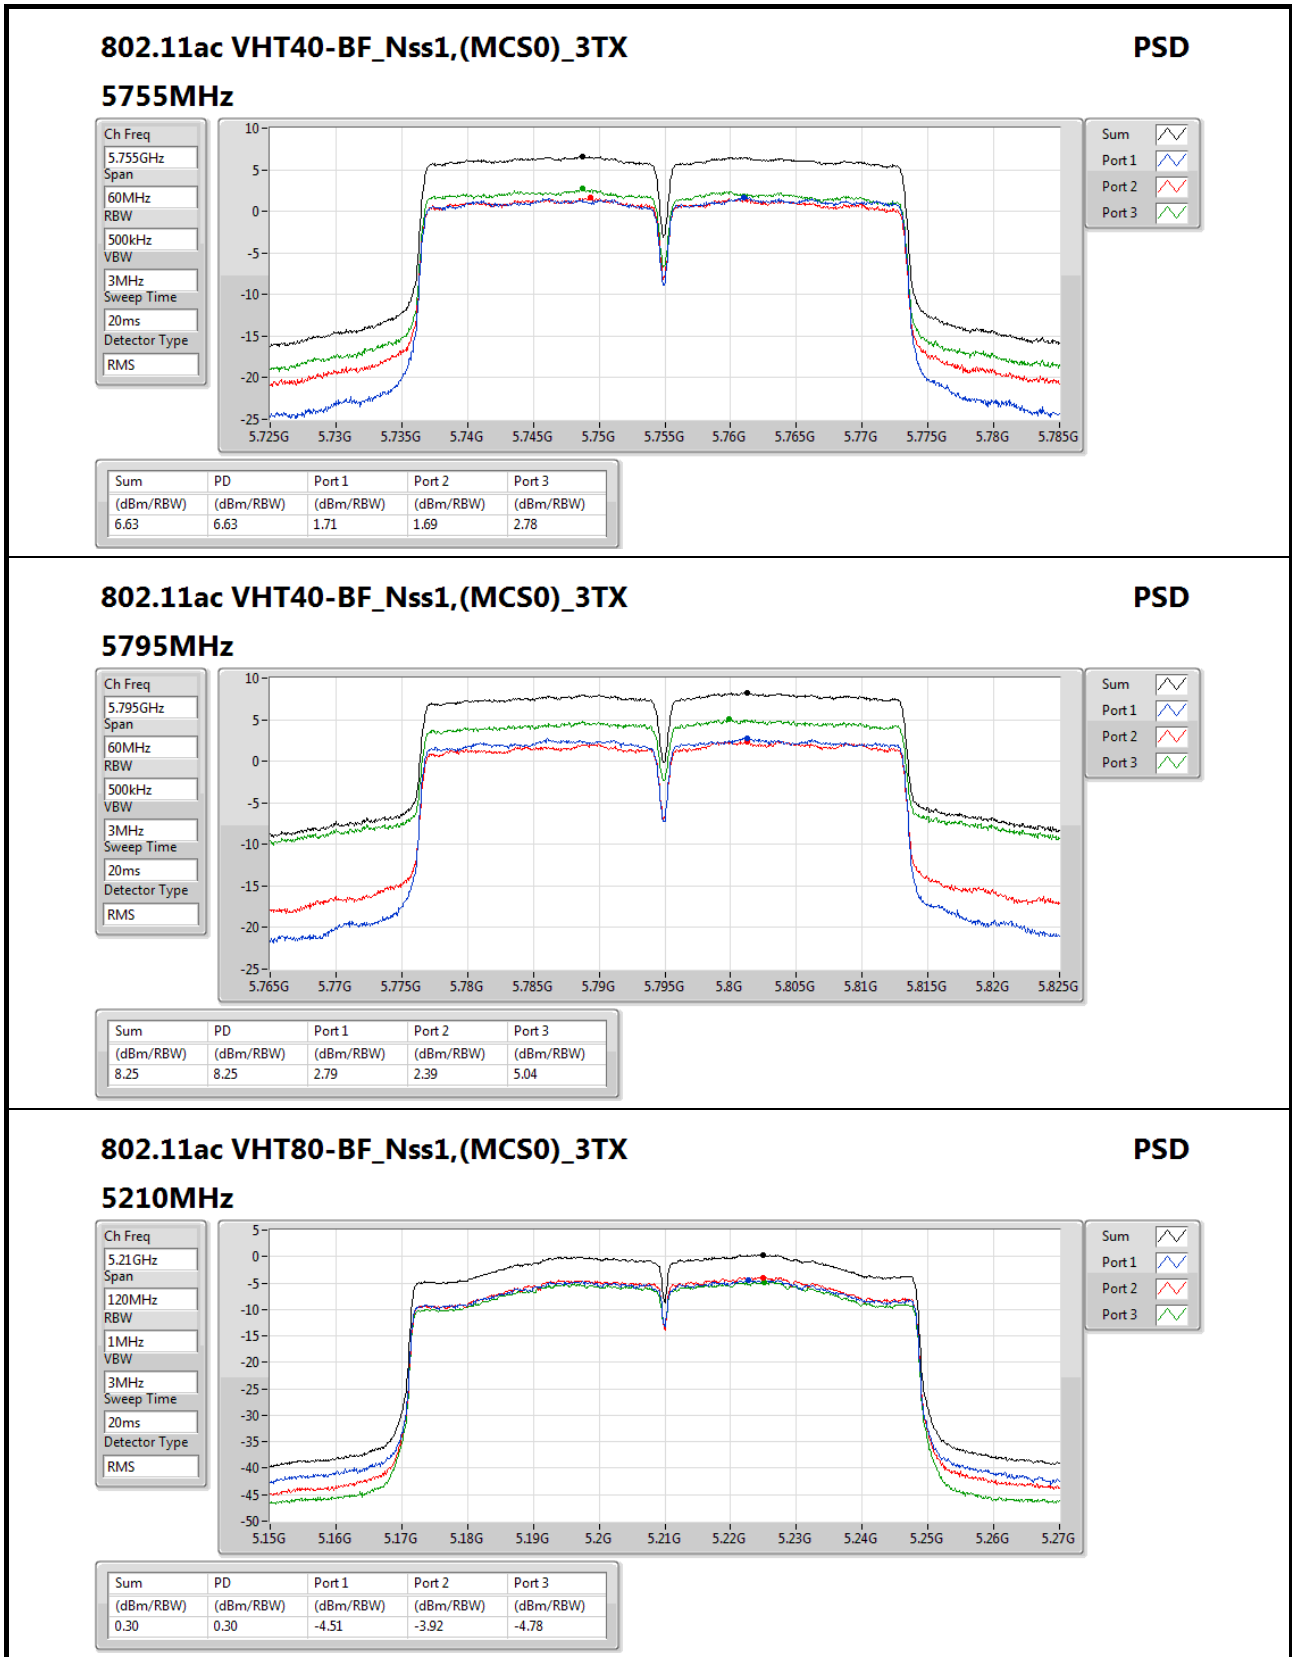 802.11ac VHT40-BF_Nss1,(MCS0)_3TX PSD
5755MHz
Ch Freq
5.755GHz
Span
60MHz
RBW
500kHz
VBW
3MHz
Sweep Time
20ms
Detector Type
RMS
10
5
0
-5
-10
-15
-20
-25
5.725G 5.73G 5.735G 5.74G 5.745G 5.75G 5.755G 5.76G 5.765G 5.77G 5.775G 5.78G 5.785G
Sum
Port 1
Port 2
Port 3
Sum PD Port 1 Port 2 Port 3
(dBm/RBW) (dBm/RBW) (dBm/RBW) (dBm/RBW) (dBm/RBW)
6.63 6.63 1.71 1.69 2.78
802.11ac VHT40-BF_Nss1,(MCS0)_3TX PSD
5795MHz
Ch Freq
5.795GHz
Span
60MHz
RBW
500kHz
VBW
3MHz
Sweep Time
20ms
Detector Type
RMS
10
5
0
-5
-10
-15
-20
-25
5.765G 5.77G 5.775G 5.78G 5.785G 5.79G 5.795G 5.8G 5.805G 5.81G 5.815G 5.82G 5.825G
Sum
Port 1
Port 2
Port 3
Sum PD Port 1 Port 2 Port 3
(dBm/RBW) (dBm/RBW) (dBm/RBW) (dBm/RBW) (dBm/RBW)
8.25 8.25 2.79 2.39 5.04
802.11ac VHT80-BF_Nss1,(MCS0)_3TX PSD
5210MHz
Ch Freq
5.21GHz
Span
120MHz
RBW
1MHz
VBW
3MHz
Sweep Time
20ms
Detector Type
RMS
5
0
-5
-10
-15
-20
-25
-30
-35
-40
-45
-50
5.15G 5.16G 5.17G 5.18G 5.19G 5.2G 5.21G 5.22G 5.23G 5.24G 5.25G 5.26G 5.27G
Sum
Port 1
Port 2
Port 3
Sum PD Port 1 Port 2 Port 3
(dBm/RBW) (dBm/RBW) (dBm/RBW) (dBm/RBW) (dBm/RBW)
0.30 0.30 -4.51 -3.92 -4.78